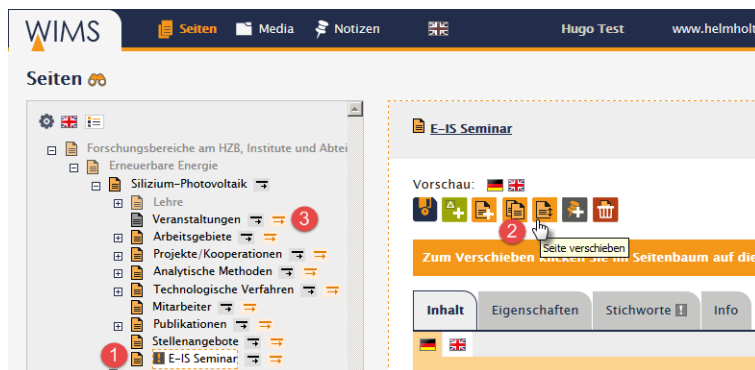 WIMS
Seiten
Media
Notizen
Hugo Test
www.helmholt
Seiten
Forschungsbereiche am HZB, Institute und Abtei
Erneuerbare Energie
Silizium-Photovoltaik
Lehre
Veranstaltungen
3
Arbeitsgebiete
Projekte/Kooperationen
Analytische Methoden
Technologische Verfahren
Mitarbeiter
Publikationen
Stellenangebote
1
E-IS Seminar
E-IS Seminar
Vorschau:
2
Seite verschieben
Zum Verschieben klicken Sie im Seitenbaum auf die
Inhalt
Eigenschaften
Stichworte
Info